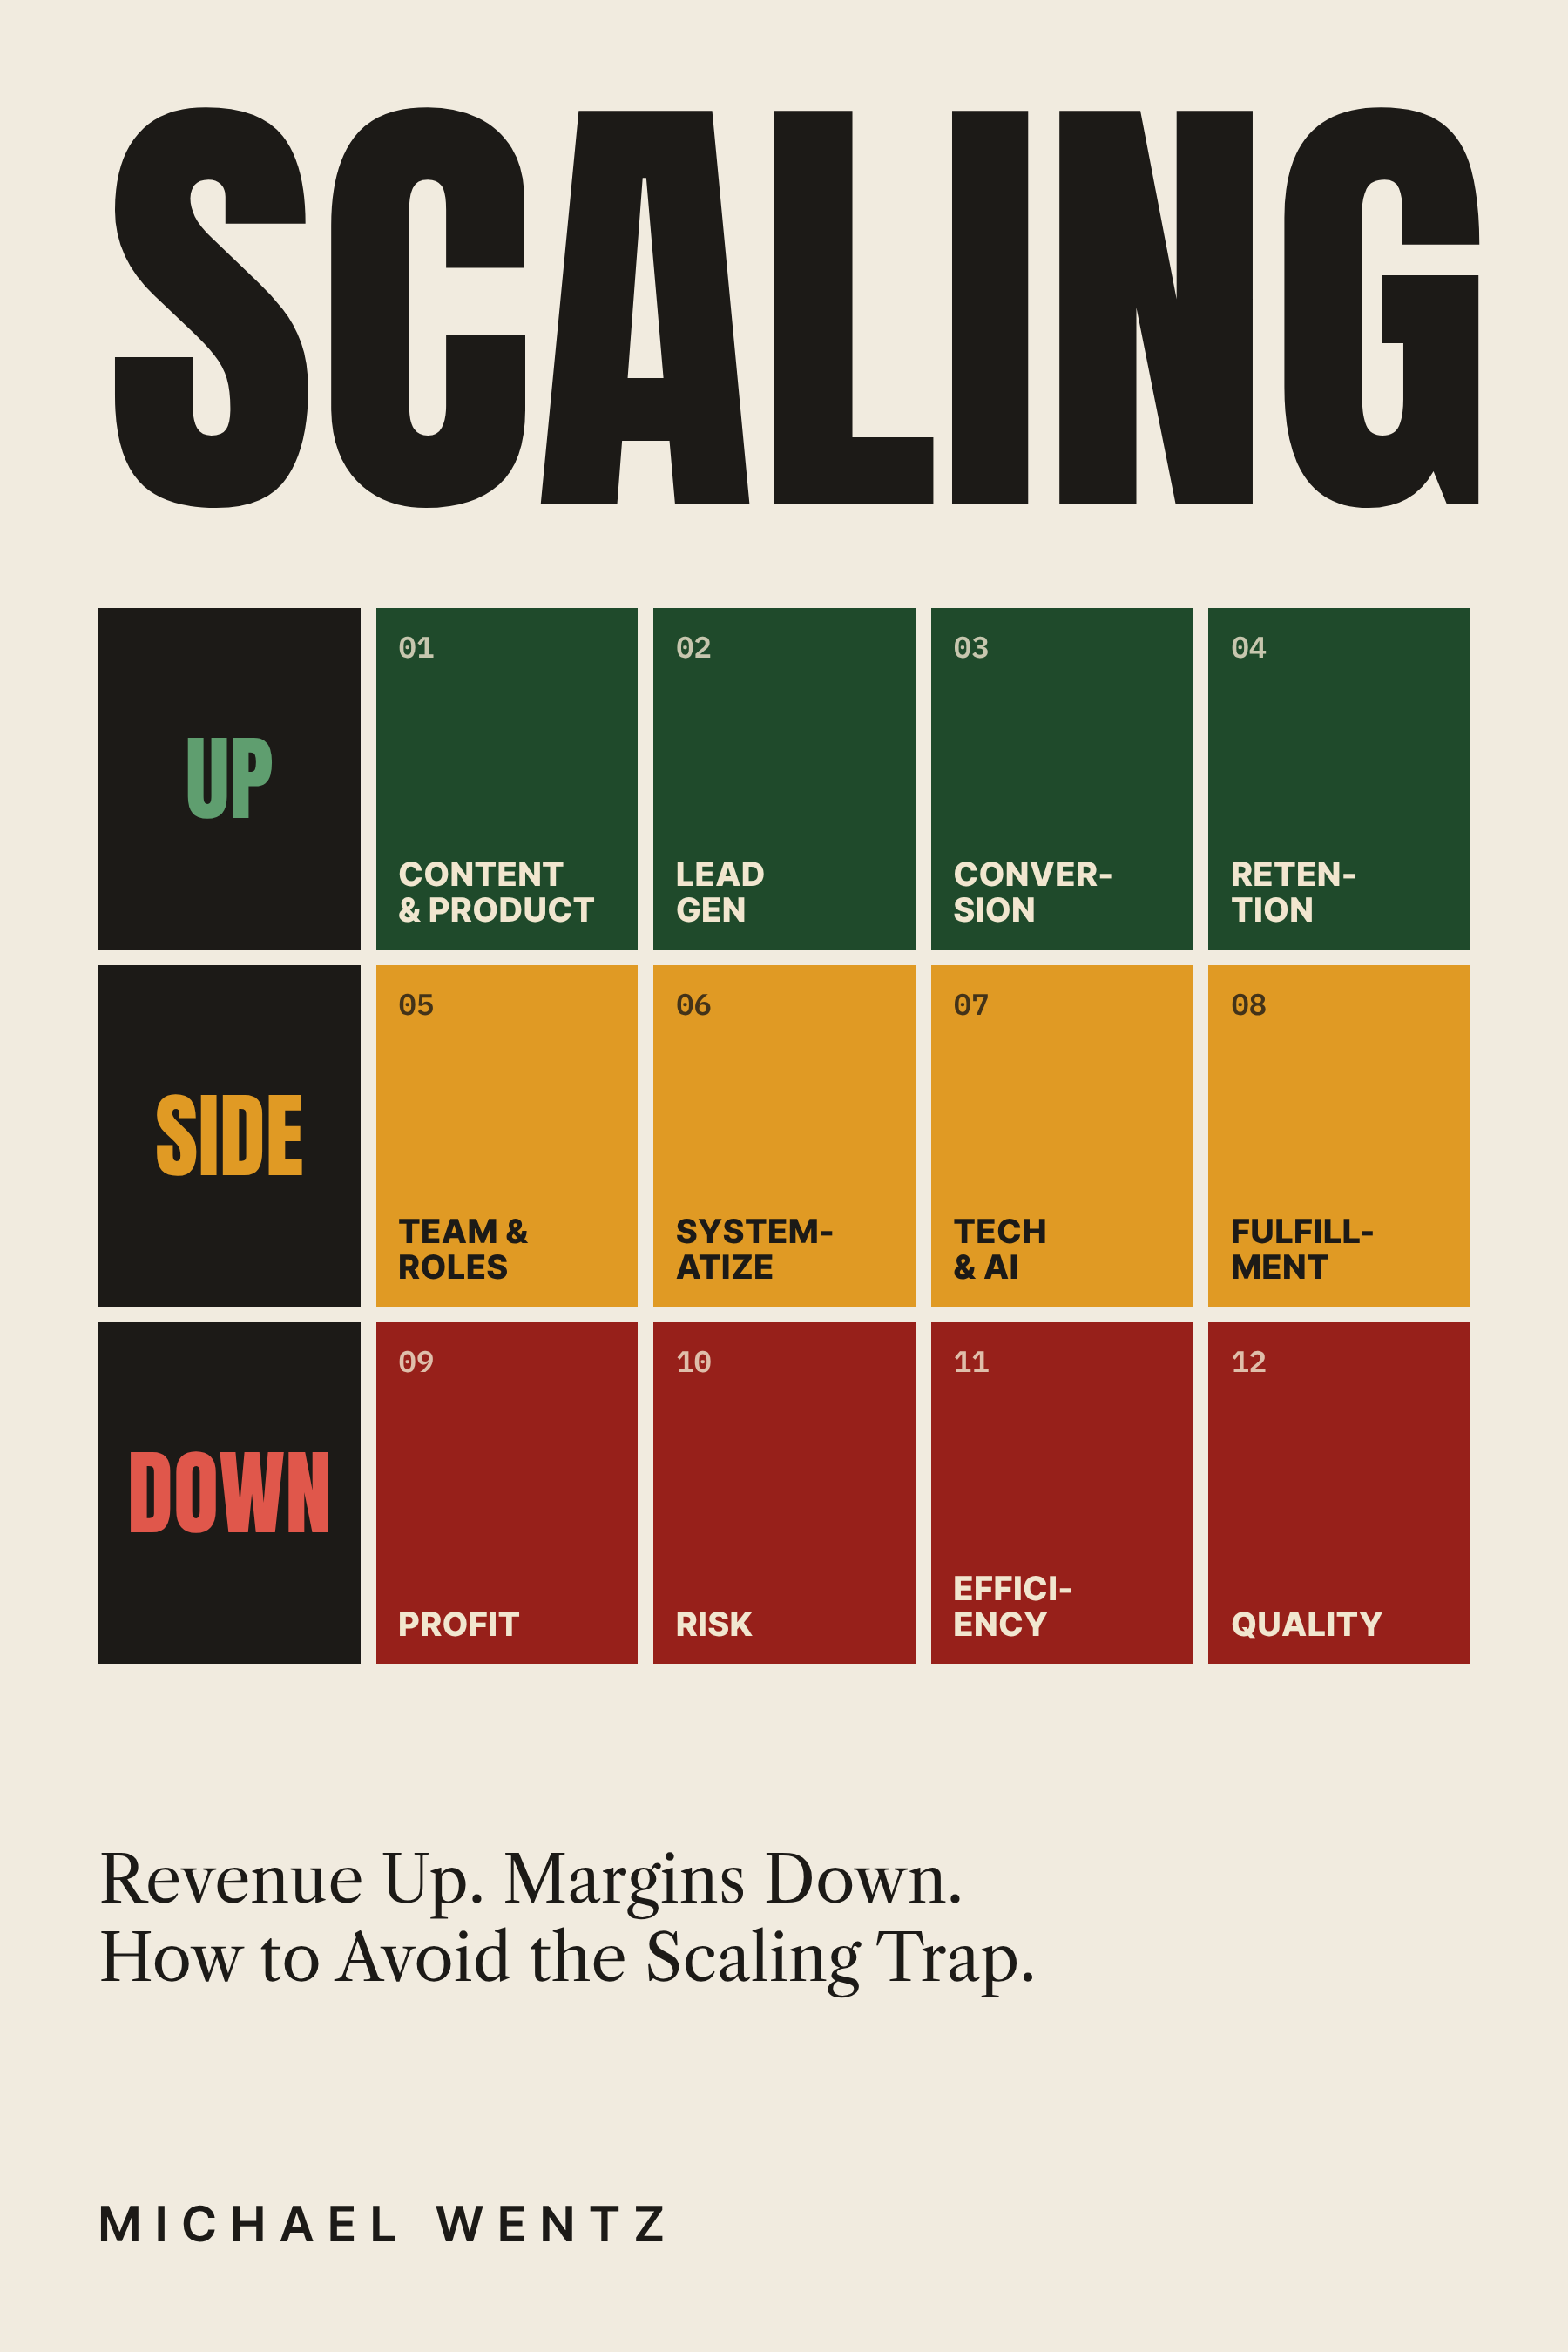 SCALING
UP
01
CONTENT
& PRODUCT
02
LEAD
GEN
03
CONVER-
SION
04
RETEN-
TION
SIDE
05
TEAM &
ROLES
06
SYSTEM-
ATIZE
07
TECH
& AI
08
FULFILL-
MENT
DOWN
09
PROFIT
10
RISK
11
EFFICI-
ENCY
12
QUALITY
Revenue Up. Margins Down.
How to Avoid the Scaling Trap.
MICHAEL WENTZ